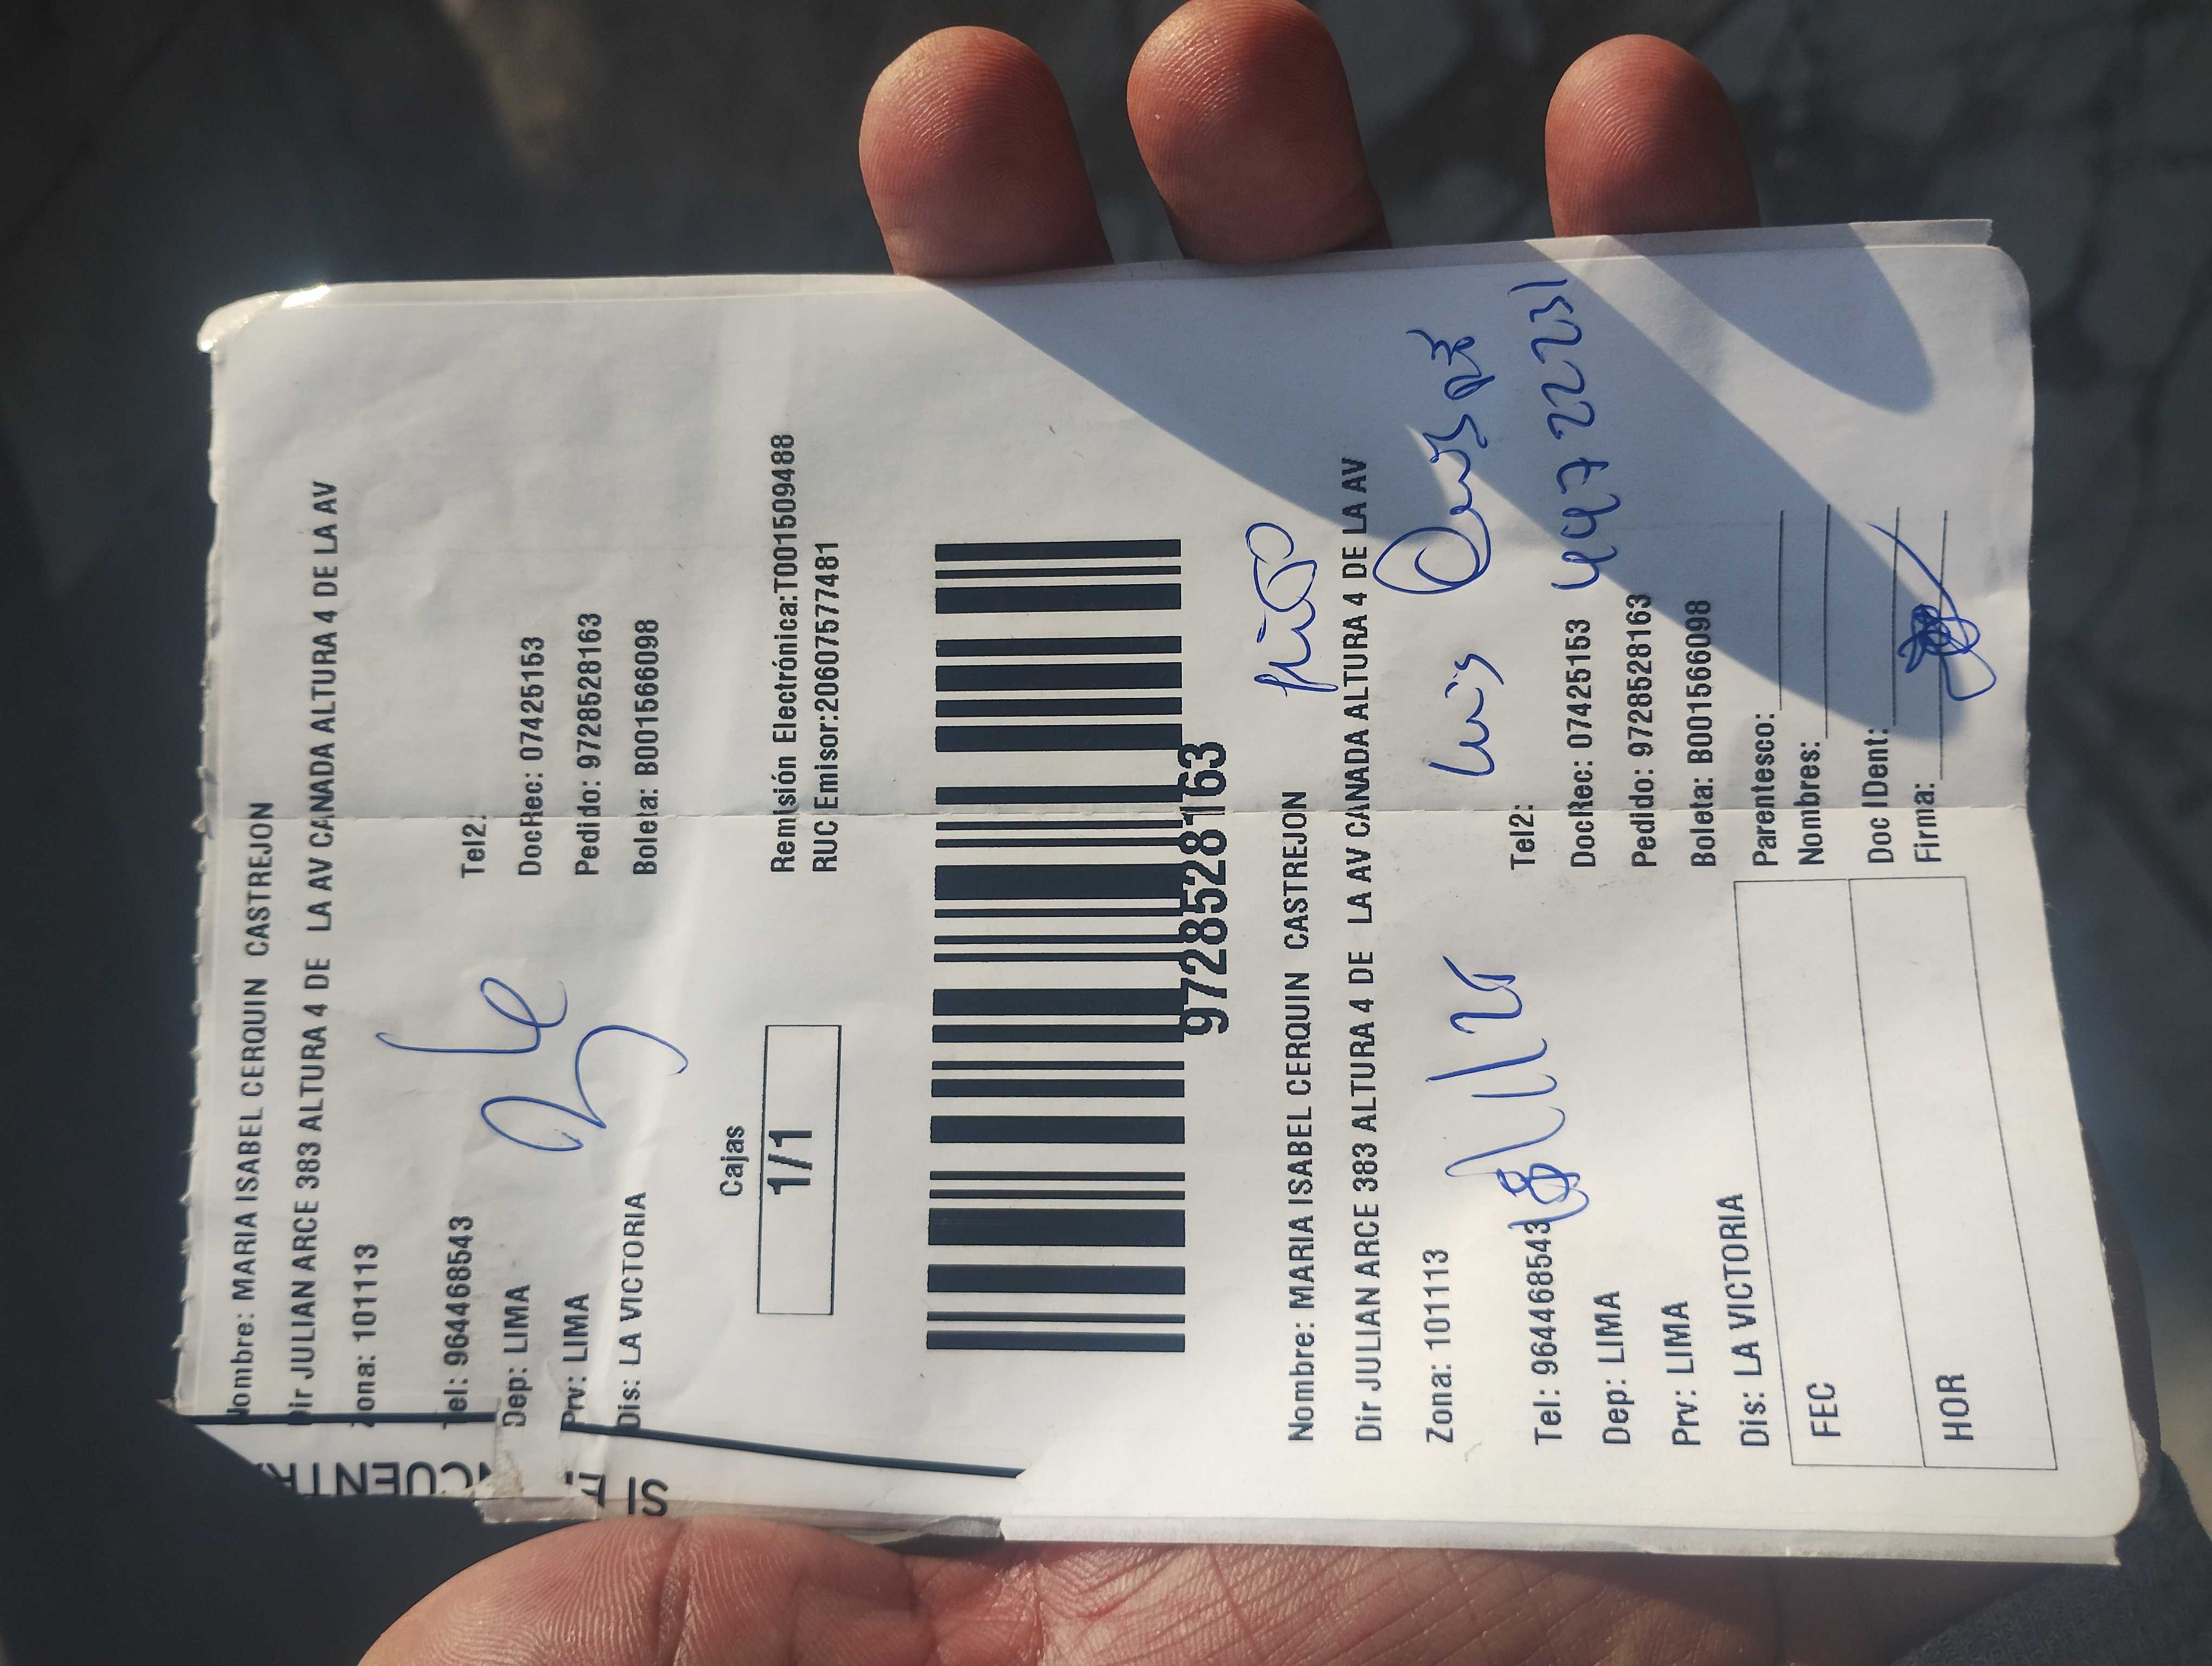 Nombre: MARIA ISABEL CERQUIN CASTREJON
Dir JULIAN ARCE 383 ALTURA 4 DE LA AV CANADA ALTURA 4 DE LA AV
Zona: 101113
Tel: 964468543 Tel2:
Dep: LIMA DocRec: 07425153
Prv: LIMA Pedido: 97285528163
Dis: LA VICTORIA Boleta: B001566098
Cajas
1/1
Remisión Electrónica:T001509488
RUC Emisor:20607577481
97285528163
Nombre: MARIA ISABEL CERQUIN CASTREJON
Dir JULIAN ARCE 383 ALTURA 4 DE LA AV CANADA ALTURA 4 DE LA AV
Zona: 101113
Luis
Tel: 964468543 Tel2:
Dep: LIMA DocRec: 07425153
Prv: LIMA Pedido: 97285528163
Dis: LA VICTORIA Boleta: B001566098
FEC
HOR
Parentesco:
Nombres:
Doc IDent:
Firma: